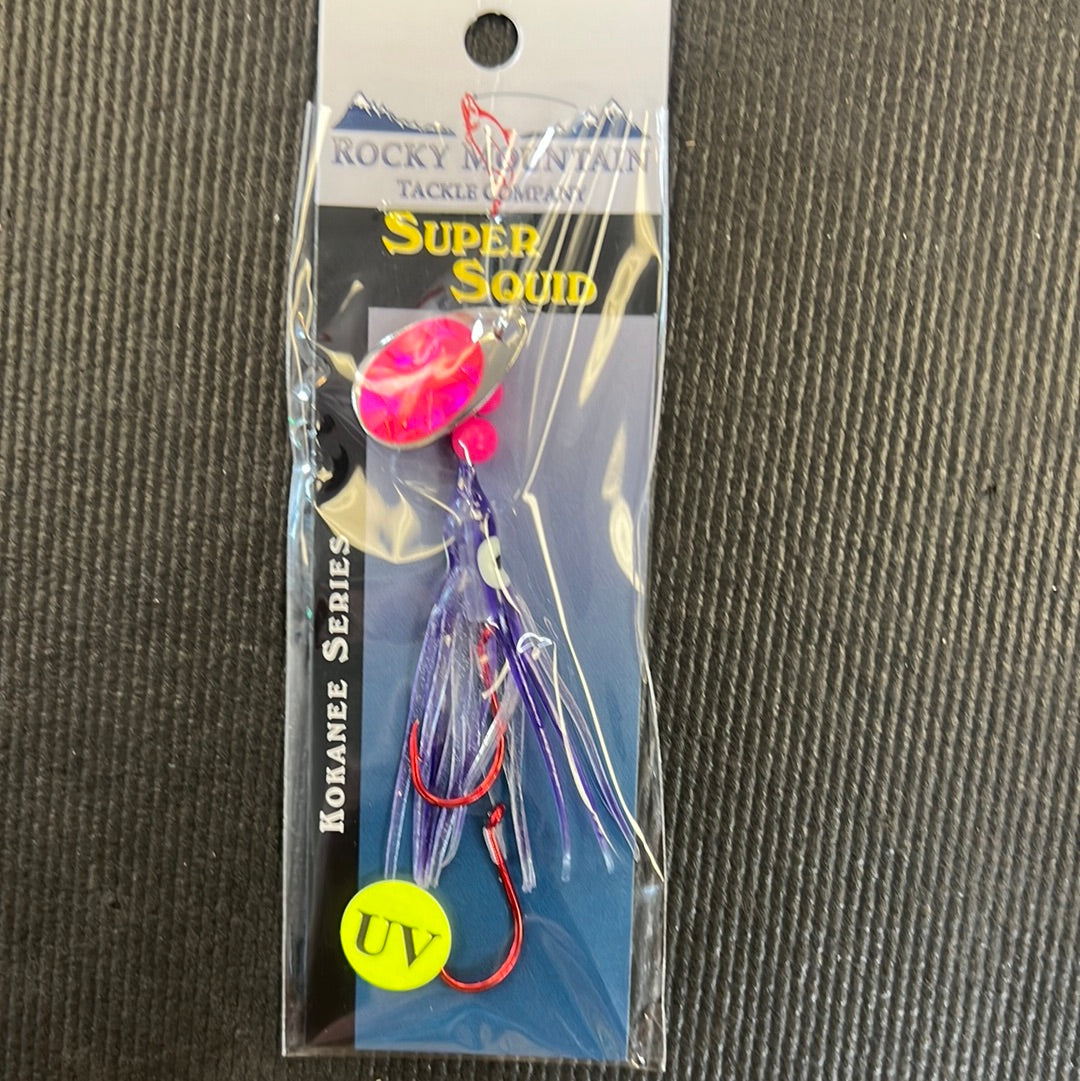 ROCKY MOUNTAIN
TACKLE COMPANY
SUPER
SQUID
KOKANEE SERIES
UV